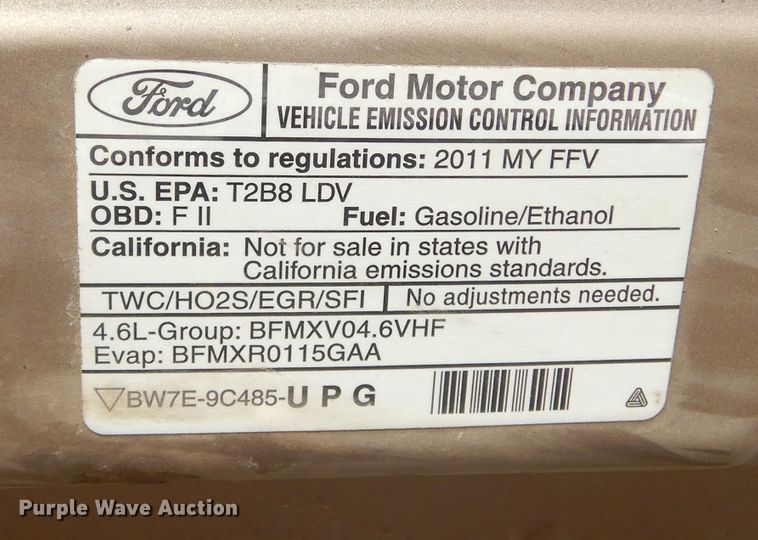 Ford
Ford Motor Company
VEHICLE EMISSION CONTROL INFORMATION
Conforms to regulations: 2011 MY FFV
U.S. EPA: T2B8 LDV
OBD: F II Fuel: Gasoline/Ethanol
California: Not for sale in states with
California emissions standards.
TWC/HO2S/EGR/SFI No adjustments needed.
4.6L-Group: BFMXV04.6VHF
Evap: BFMXR0115GAA
BW7E-9C485-U P G
Purple Wave Auction